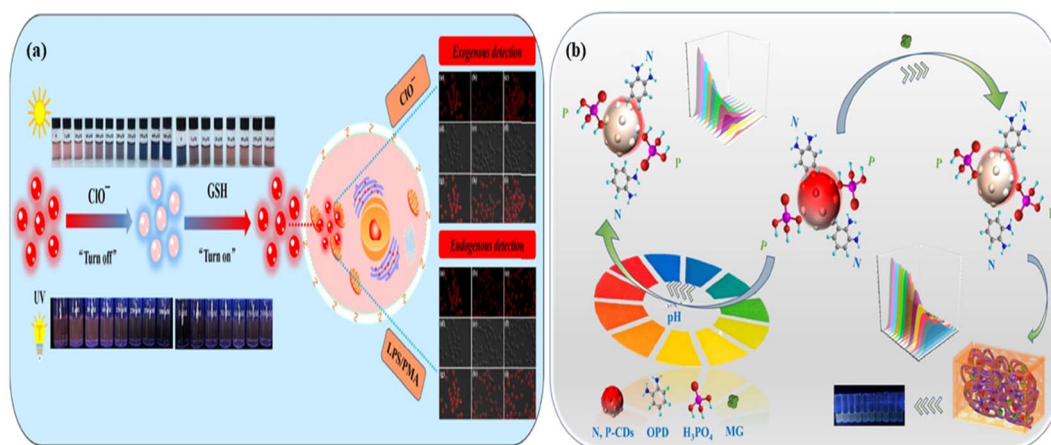 (a)
Exogenous detection
ClO⁻
ClO⁻
GSH
"Turn off"
"Turn on"
UV
Endogenous detection
LPS/PMA
(b)
N
P
P
N
N
P
P
N
N
P
N
pH
N, P-CDs
OPD
H₃PO₄
MG